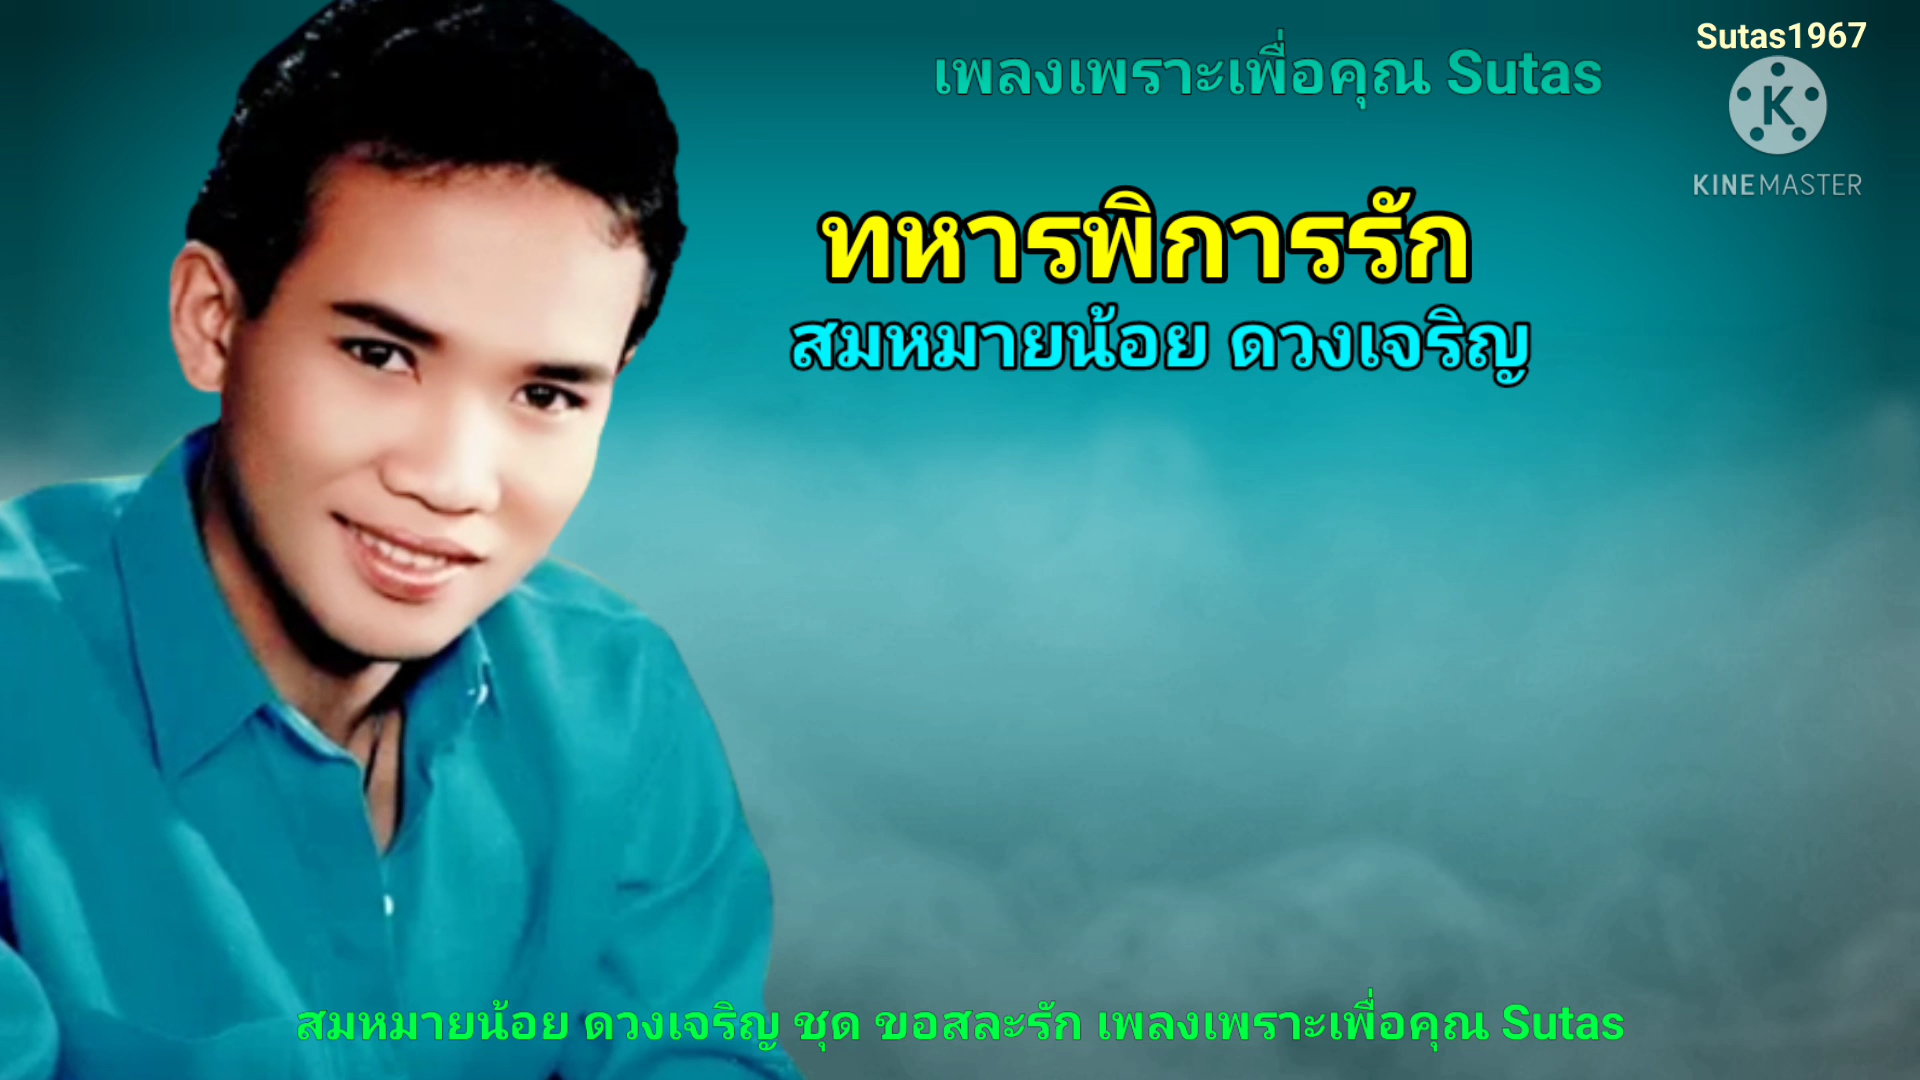 Sutas1967
เพลงเพราะเพื่อคุณ Sutas
K
KINEMASTER
ทหารพิการรัก
สมหมายน้อย ดวงเจริญ
สมหมายน้อย ดวงเจริญ ชุด ขอสละรัก เพลงเพราะเพื่อคุณ Sutas